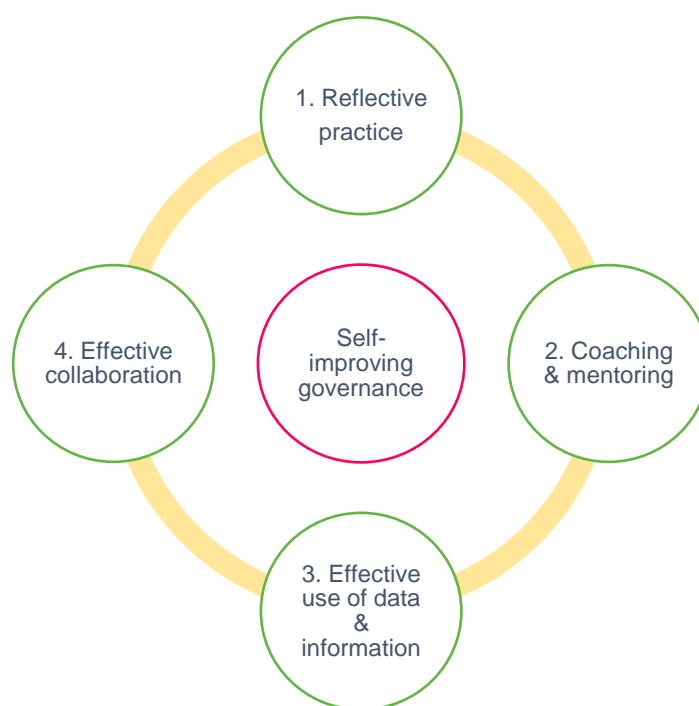 1. Reflective
practice
4. Effective
collaboration
Self-
improving
governance
2. Coaching
& mentoring
3. Effective
use of data
&
information